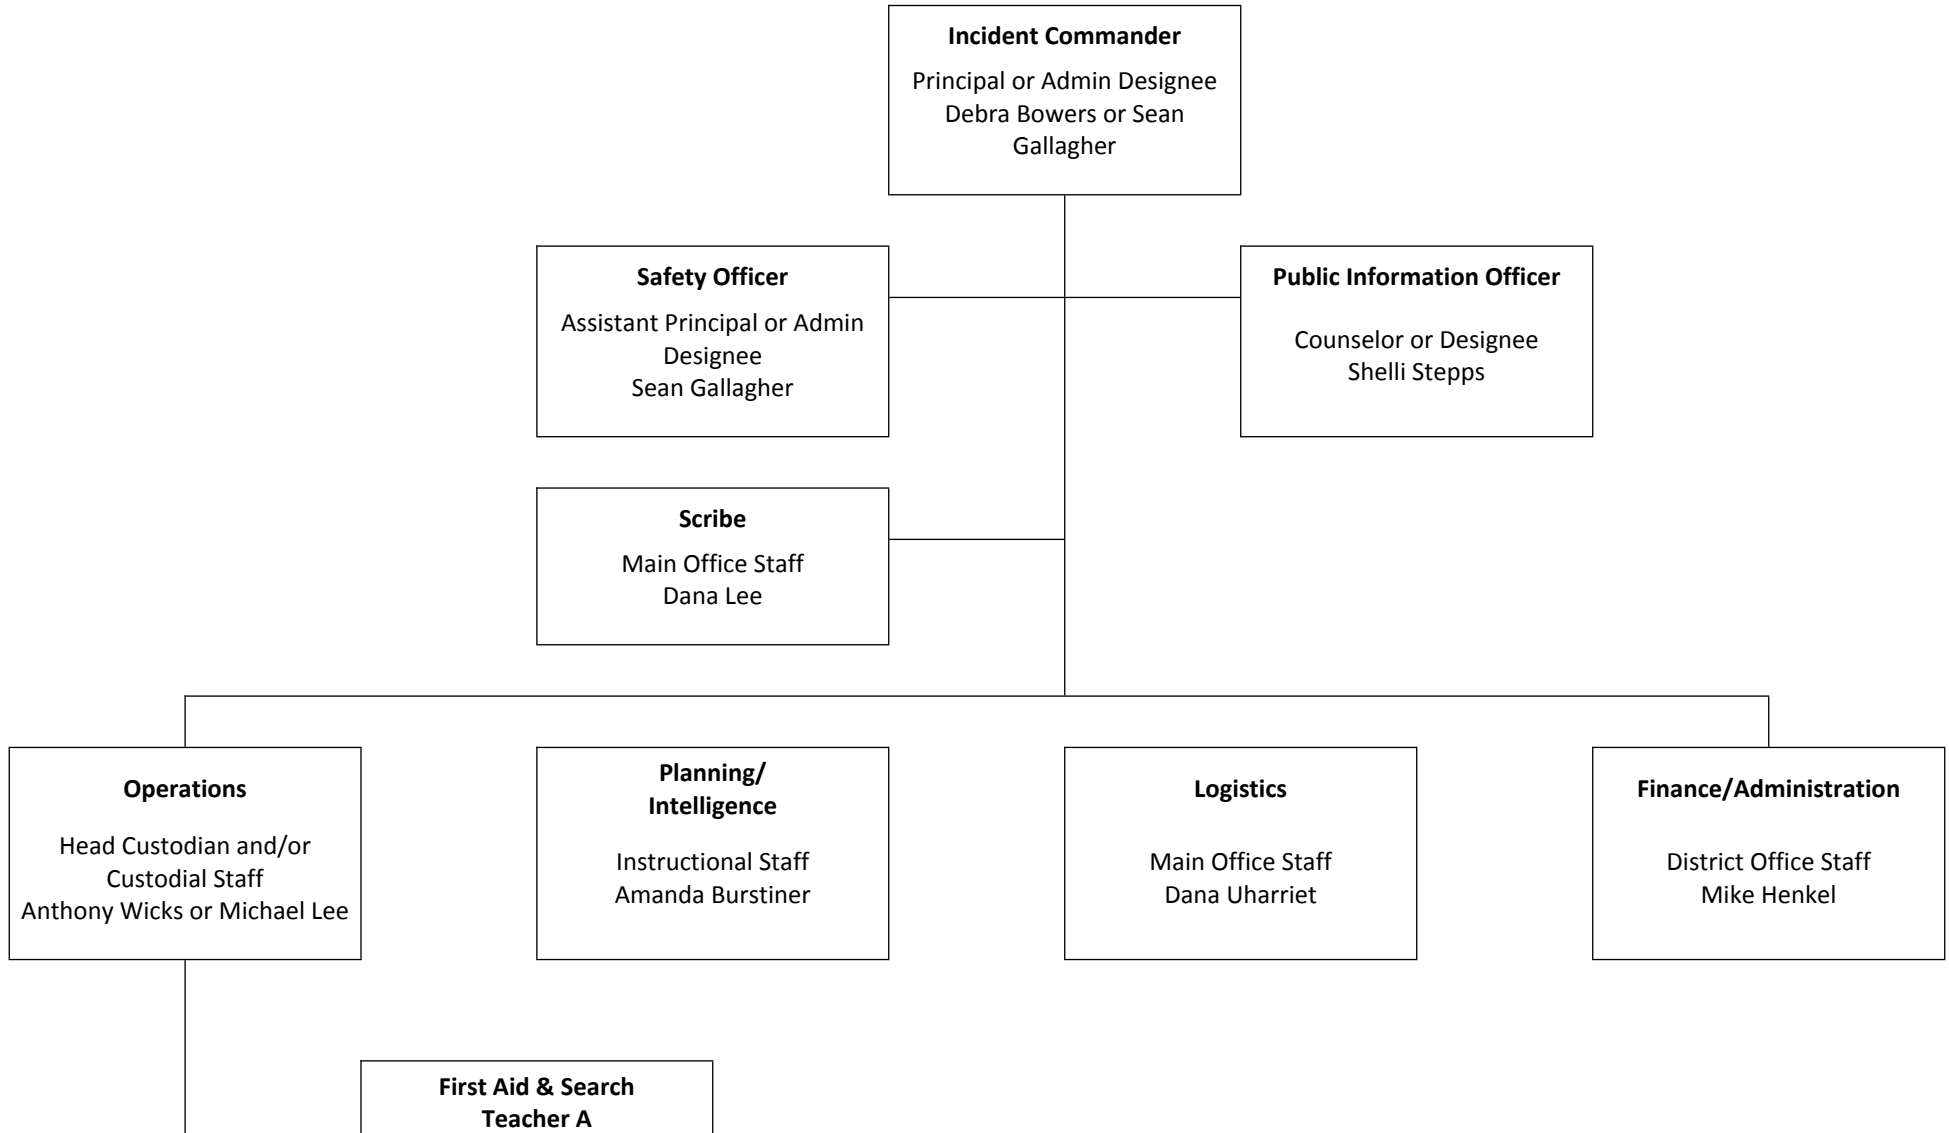 Incident Commander
Principal or Admin Designee
Debra Bowers or Sean
Gallagher
Safety Officer
Assistant Principal or Admin
Designee
Sean Gallagher
Public Information Officer
Counselor or Designee
Shelli Stepps
Scribe
Main Office Staff
Dana Lee
Operations
Head Custodian and/or
Custodial Staff
Anthony Wicks or Michael Lee
Planning/
Intelligence
Instructional Staff
Amanda Burstiner
Logistics
Main Office Staff
Dana Uharriet
Finance/Administration
District Office Staff
Mike Henkel
First Aid & Search
Teacher A